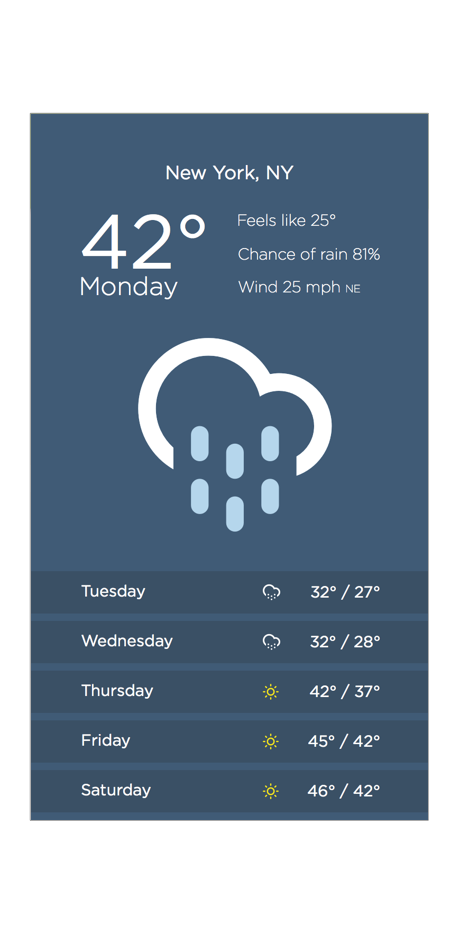 New York, NY
42°
Monday
Feels like 25°
Chance of rain 81%
Wind 25 mph NE
Tuesday 32° / 27°
Wednesday 32° / 28°
Thursday 42° / 37°
Friday 45° / 42°
Saturday 46° / 42°